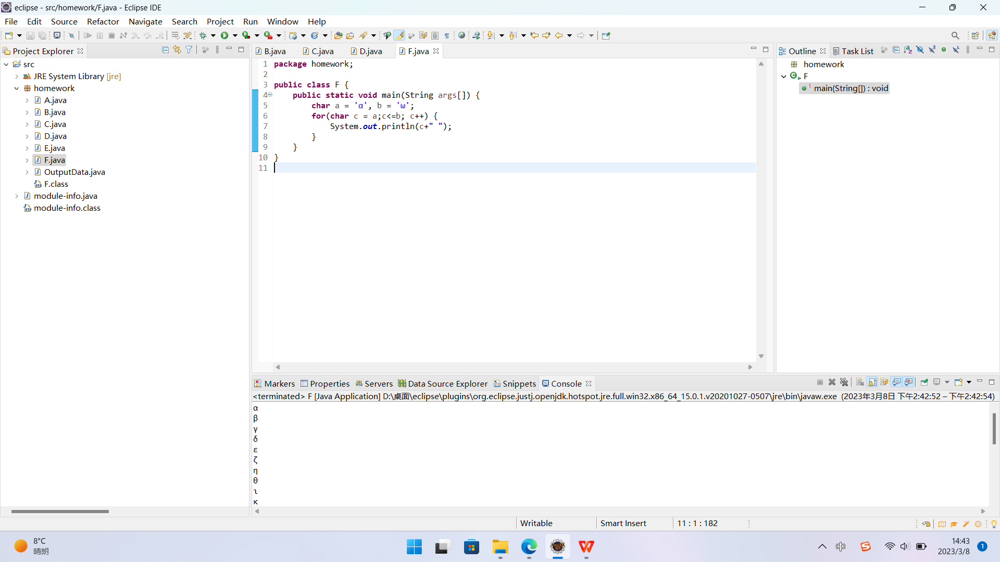 eclipse - src/homework/F.java - Eclipse IDE
File Edit Source Refactor Navigate Search Project Run Window Help
Project Explorer
src
JRE System Library [jre]
homework
A.java
B.java
C.java
D.java
E.java
F.java
OutputData.java
F.class
module-info.java
module-info.class
B.java C.java D.java F.java
1 package homework;
2
3 public class F {
4 public static void main(String args[]) {
5 char a = 'α', b = 'ω';
6 for(char c = a;c<=b; c++) {
7 System.out.println(c+" ");
8 }
9 }
10 }
11
Outline Task List
homework
F
main(String[]) : void
Markers Properties Servers Data Source Explorer Snippets Console
<terminated> F [Java Application] D:\桌面\eclipse\plugins\org.eclipse.justj.openjdk.hotspot.jre.full.win32.x86_64_15.0.1.v20201027-0507\jre\bin\javaw.exe (2023年3月8日 下午2:42:52 – 下午2:42:54)
α
β
γ
δ
ε
ζ
η
θ
ι
κ
Writable Smart Insert 11 : 1 : 182
8°C
晴朗
中
14:43
2023/3/8
1